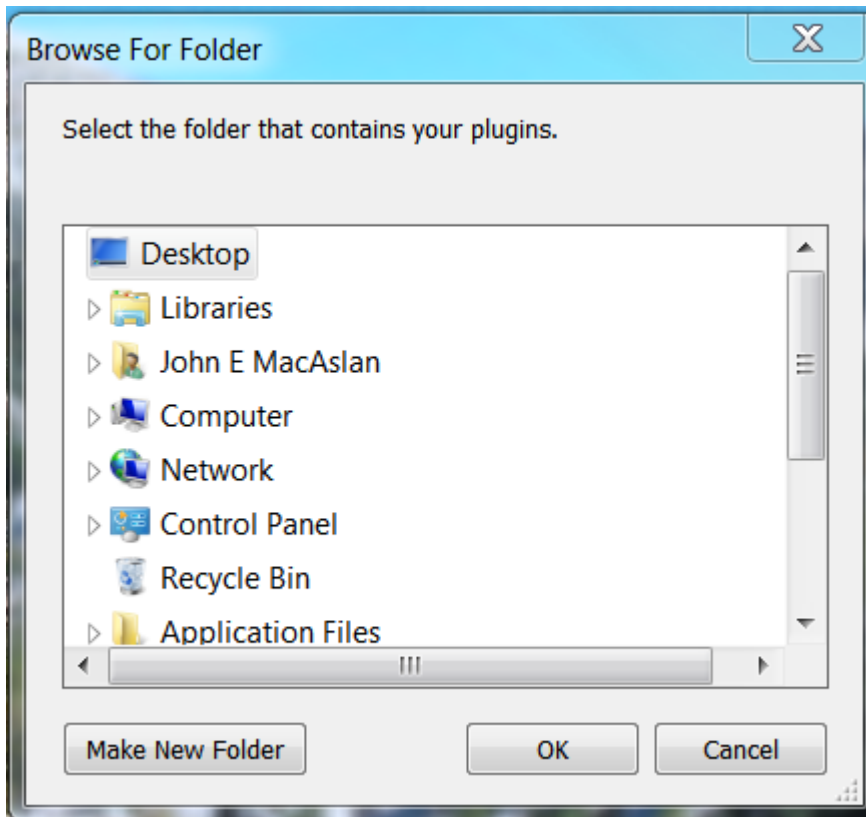 Browse For Folder
Select the folder that contains your plugins.
Desktop
Libraries
John E MacAslan
Computer
Network
Control Panel
Recycle Bin
Application Files
Make New Folder
OK
Cancel